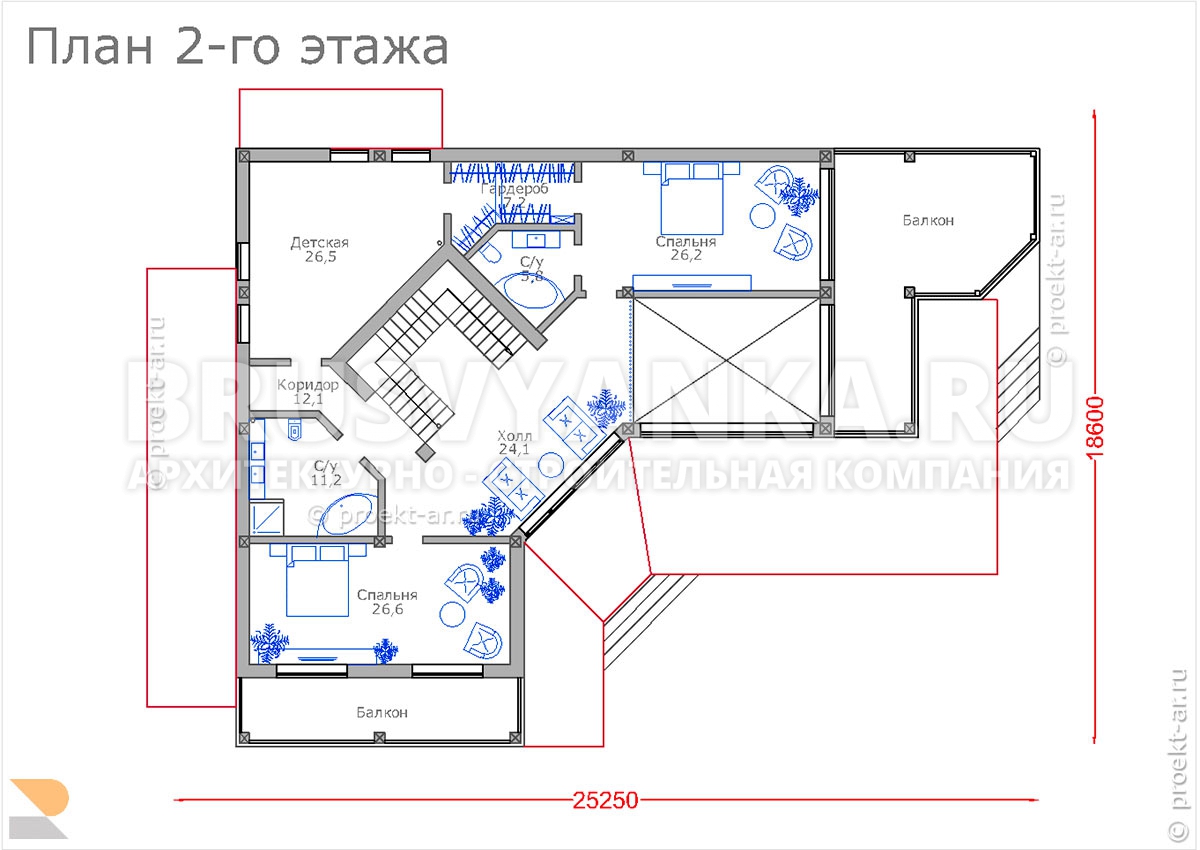 План 2-го этажа
Гардероб
7,2
Детская
26,5
С/у
5,8
Спальня
26,2
Балкон
© proekt-ar.ru
© proekt-ar.ru
Коридор
12,1
BRUSVYANKA.RU
Холл
24,1
18600
АРХИТЕКТУРНО - СТРОИТЕЛЬНАЯ КОМПАНИЯ
С/у
11,2
© proekt-ar.ru
Спальня
26,6
Балкон
25250
© proekt-ar.ru